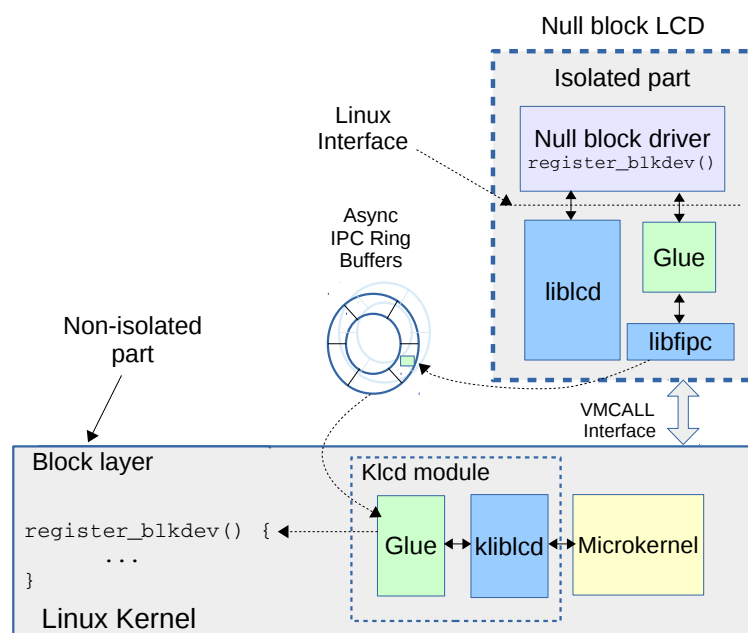 Null block LCD
Isolated part
Linux
Interface
Null block driver
register_blkdev()
Async
IPC Ring
Buffers
Glue
liblcd
Non-isolated
part
libfipc
VMCALL
Interface
Block layer
Klcd module
register_blkdev() {
...
}
Glue
kliblcd
Microkernel
Linux Kernel